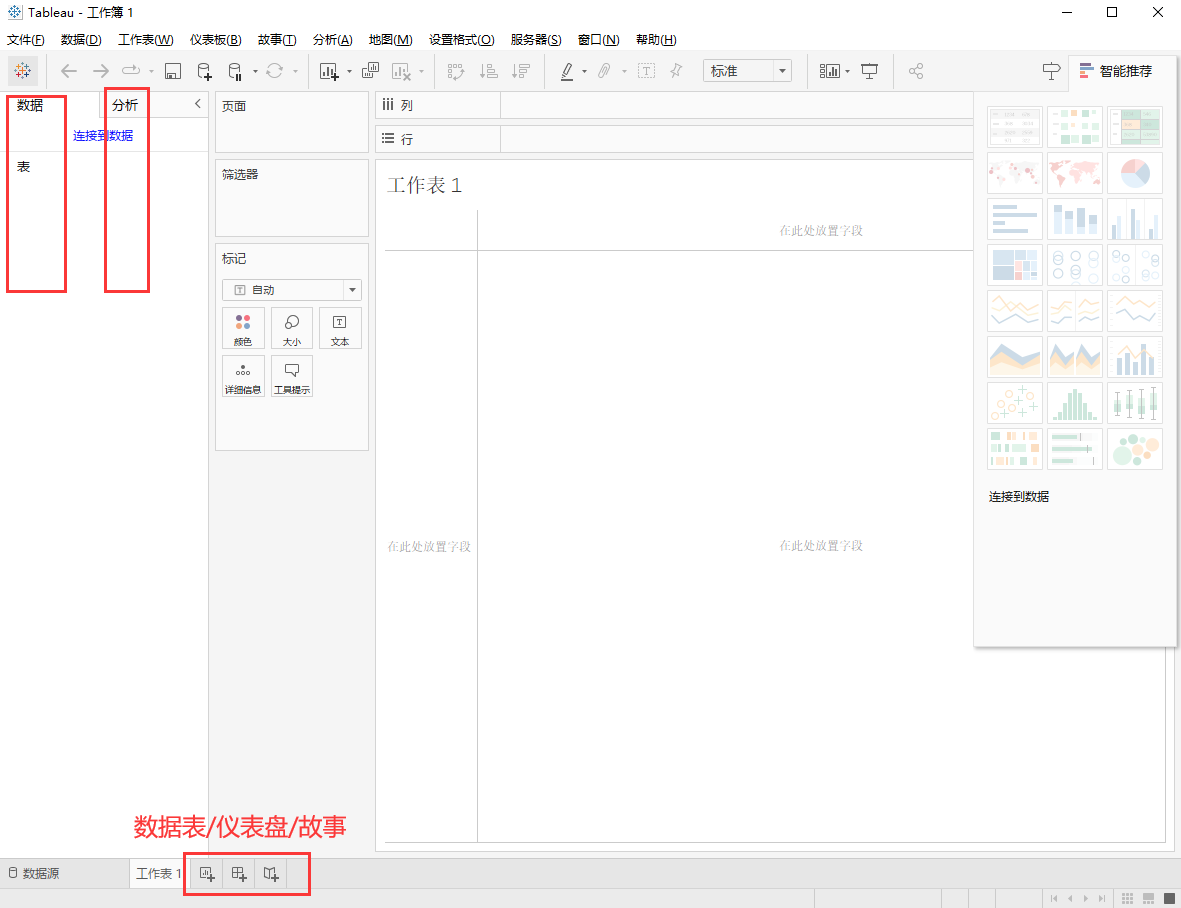 Tableau - 工作簿 1
文件(F) 数据(D) 工作表(W) 仪表板(B) 故事(T) 分析(A) 地图(M) 设置格式(O) 服务器(S) 窗口(N) 帮助(H)
标准
智能推荐
数据
分析
连接到数据
表
页面
筛选器
标记
自动
颜色 大小 文本
详细信息 工具提示
列
行
工作表 1
在此处放置字段
在此处放置字段
在此处放置字段
连接到数据
数据表/仪表盘/故事
数据源
工作表 1